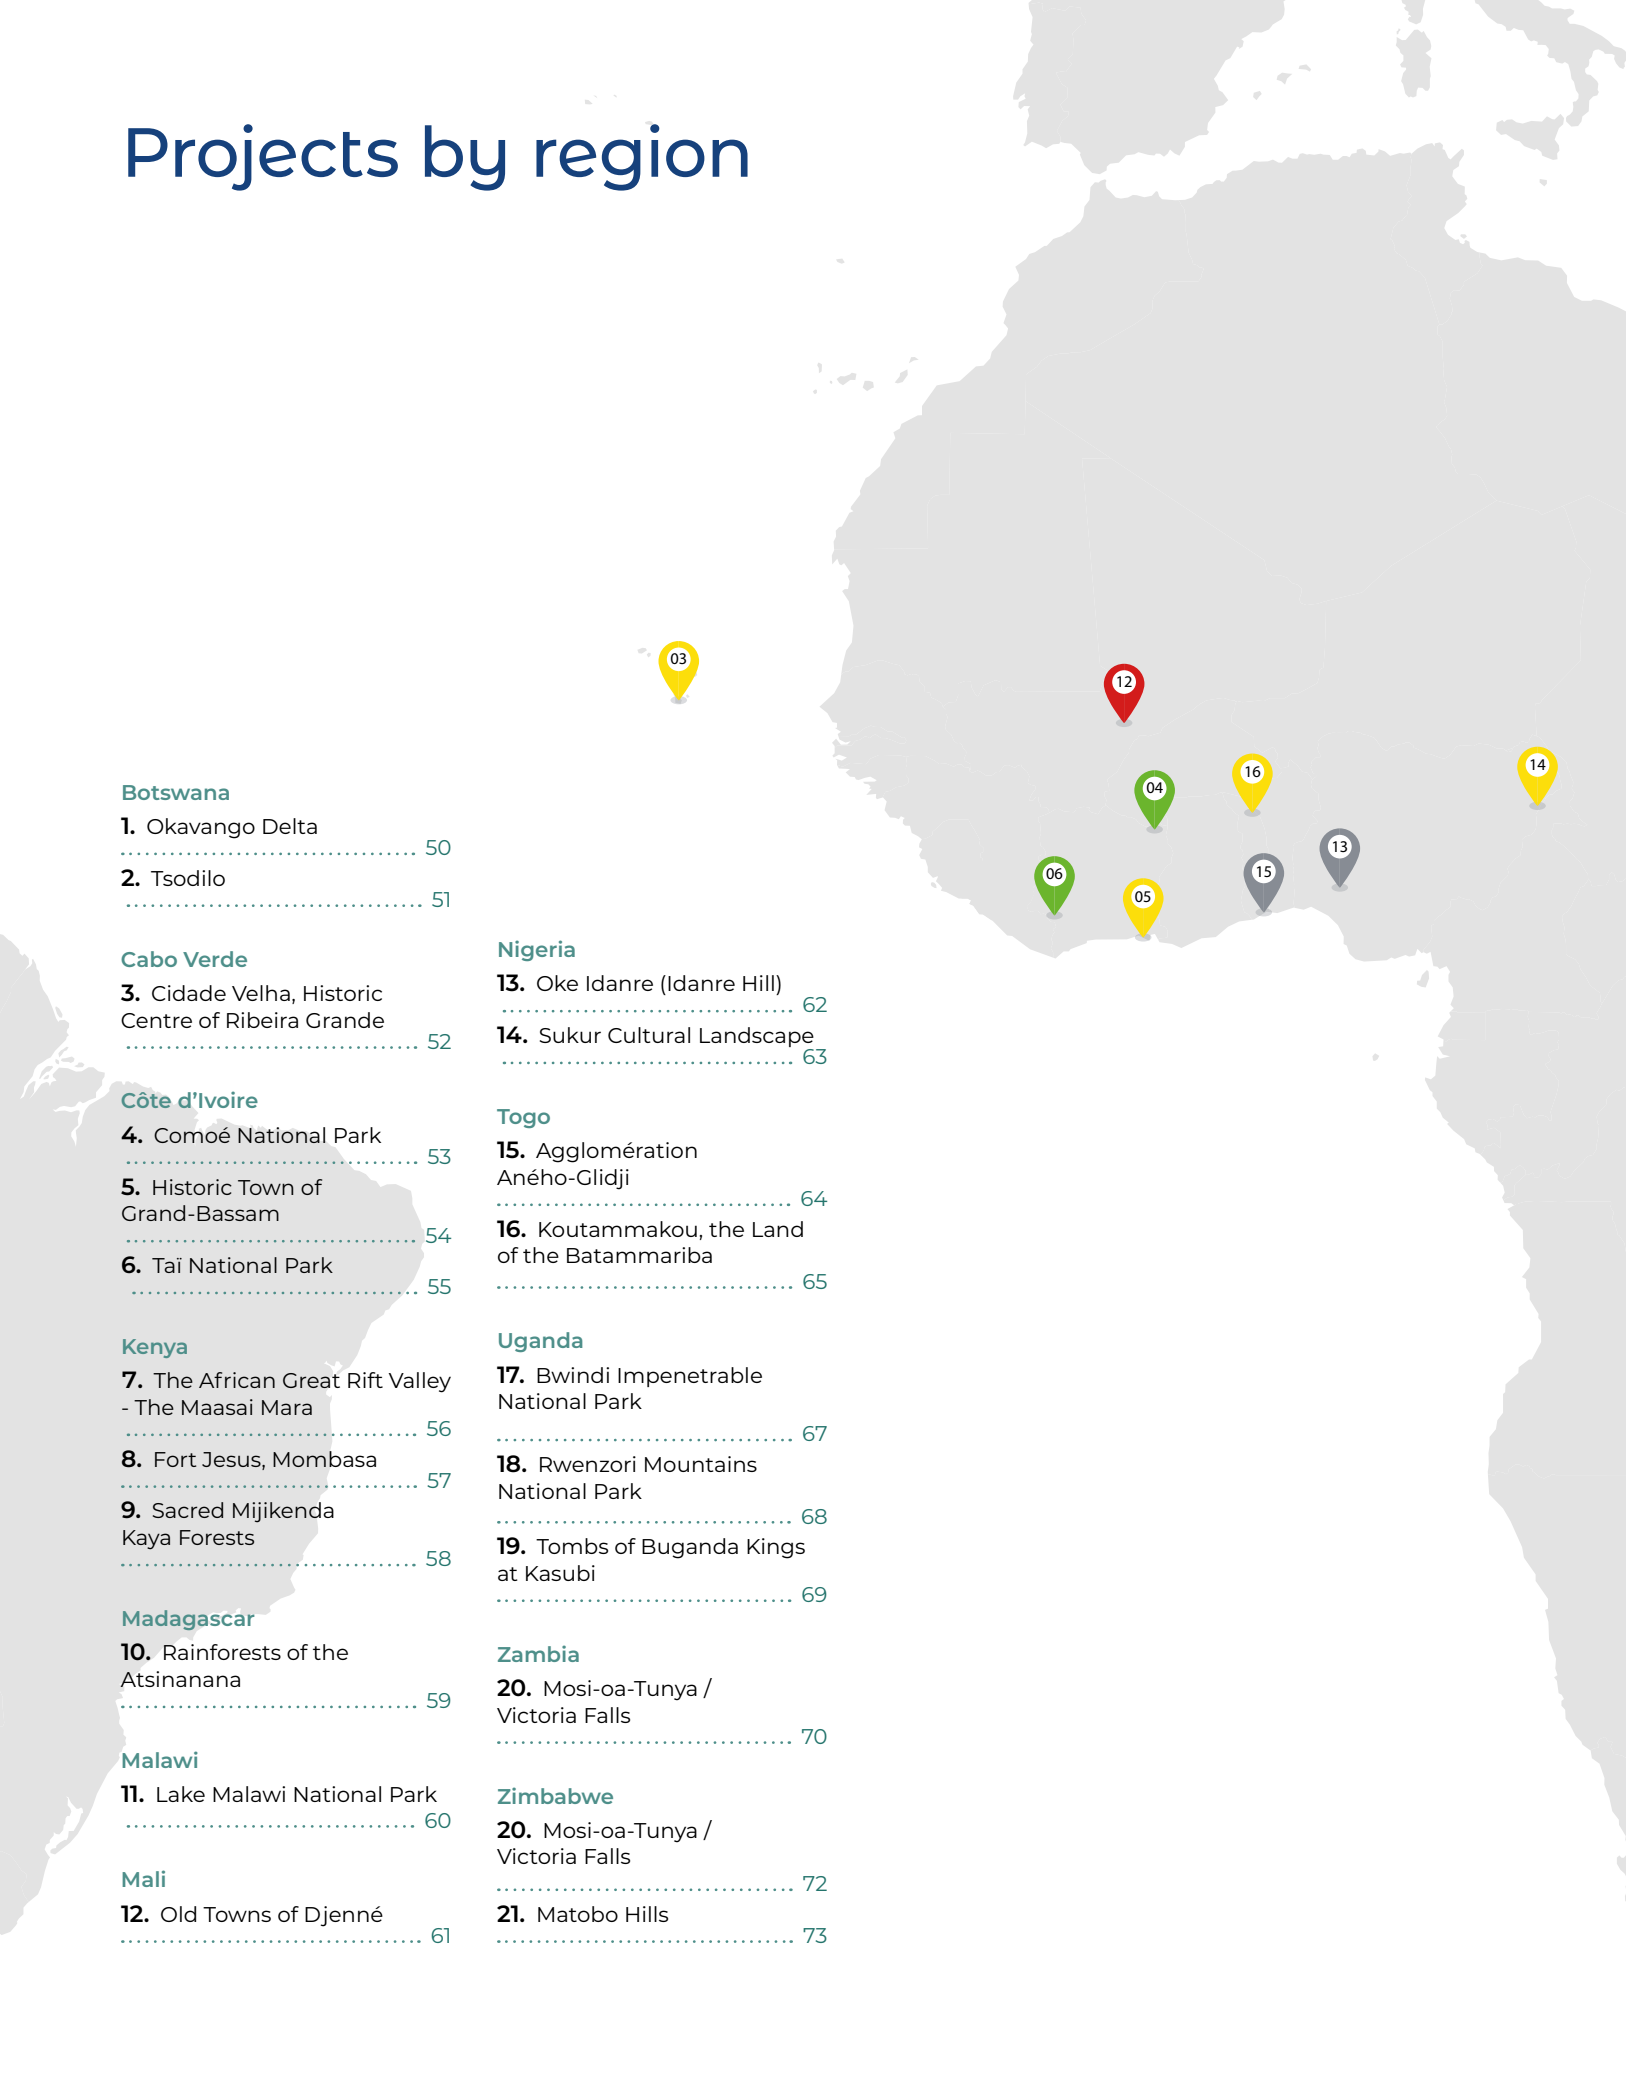 Projects by region
03
12
14
16
04
13
15
06
05
Botswana
1. Okavango Delta
.................................... 50
2. Tsodilo
.................................... 51
Cabo Verde
3. Cidade Velha, Historic
Centre of Ribeira Grande
.................................... 52
Côte d’Ivoire
4. Comoé National Park
.................................... 53
5. Historic Town of
Grand-Bassam
.................................... 54
6. Taï National Park
.................................... 55
Kenya
7. The African Great Rift Valley
- The Maasai Mara
.................................... 56
8. Fort Jesus, Mombasa
.................................... 57
9. Sacred Mijikenda
Kaya Forests
.................................... 58
Madagascar
10. Rainforests of the
Atsinanana
.................................... 59
Malawi
11. Lake Malawi National Park
.................................... 60
Mali
12. Old Towns of Djenné
.................................... 61
Nigeria
13. Oke Idanre (Idanre Hill)
.................................... 62
14. Sukur Cultural Landscape
.................................... 63
Togo
15. Agglomération
Aného-Glidji
.................................... 64
16. Koutammakou, the Land
of the Batammariba
.................................... 65
Uganda
17. Bwindi Impenetrable
National Park
.................................... 67
18. Rwenzori Mountains
National Park
.................................... 68
19. Tombs of Buganda Kings
at Kasubi
.................................... 69
Zambia
20. Mosi-oa-Tunya /
Victoria Falls
.................................... 70
Zimbabwe
20. Mosi-oa-Tunya /
Victoria Falls
.................................... 72
21. Matobo Hills
.................................... 73